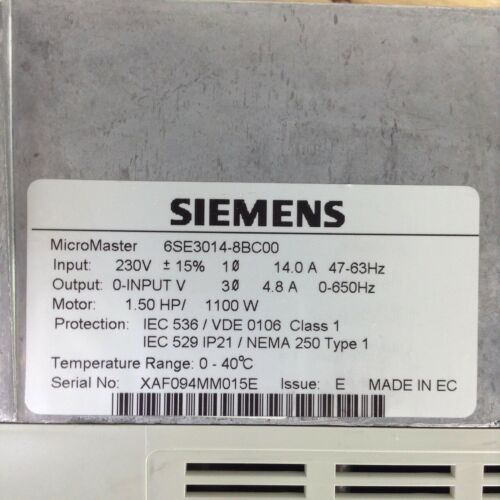 SIEMENS
MicroMaster 6SE3014-8BC00
Input: 230V ± 15% 1Ø 14.0 A 47-63Hz
Output: 0-INPUT V 3Ø 4.8 A 0-650Hz
Motor: 1.50 HP/ 1100 W
Protection: IEC 536 / VDE 0106 Class 1
IEC 529 IP21 / NEMA 250 Type 1
Temperature Range: 0 - 40°C
Serial No: XAF094MM015E Issue: E MADE IN EC